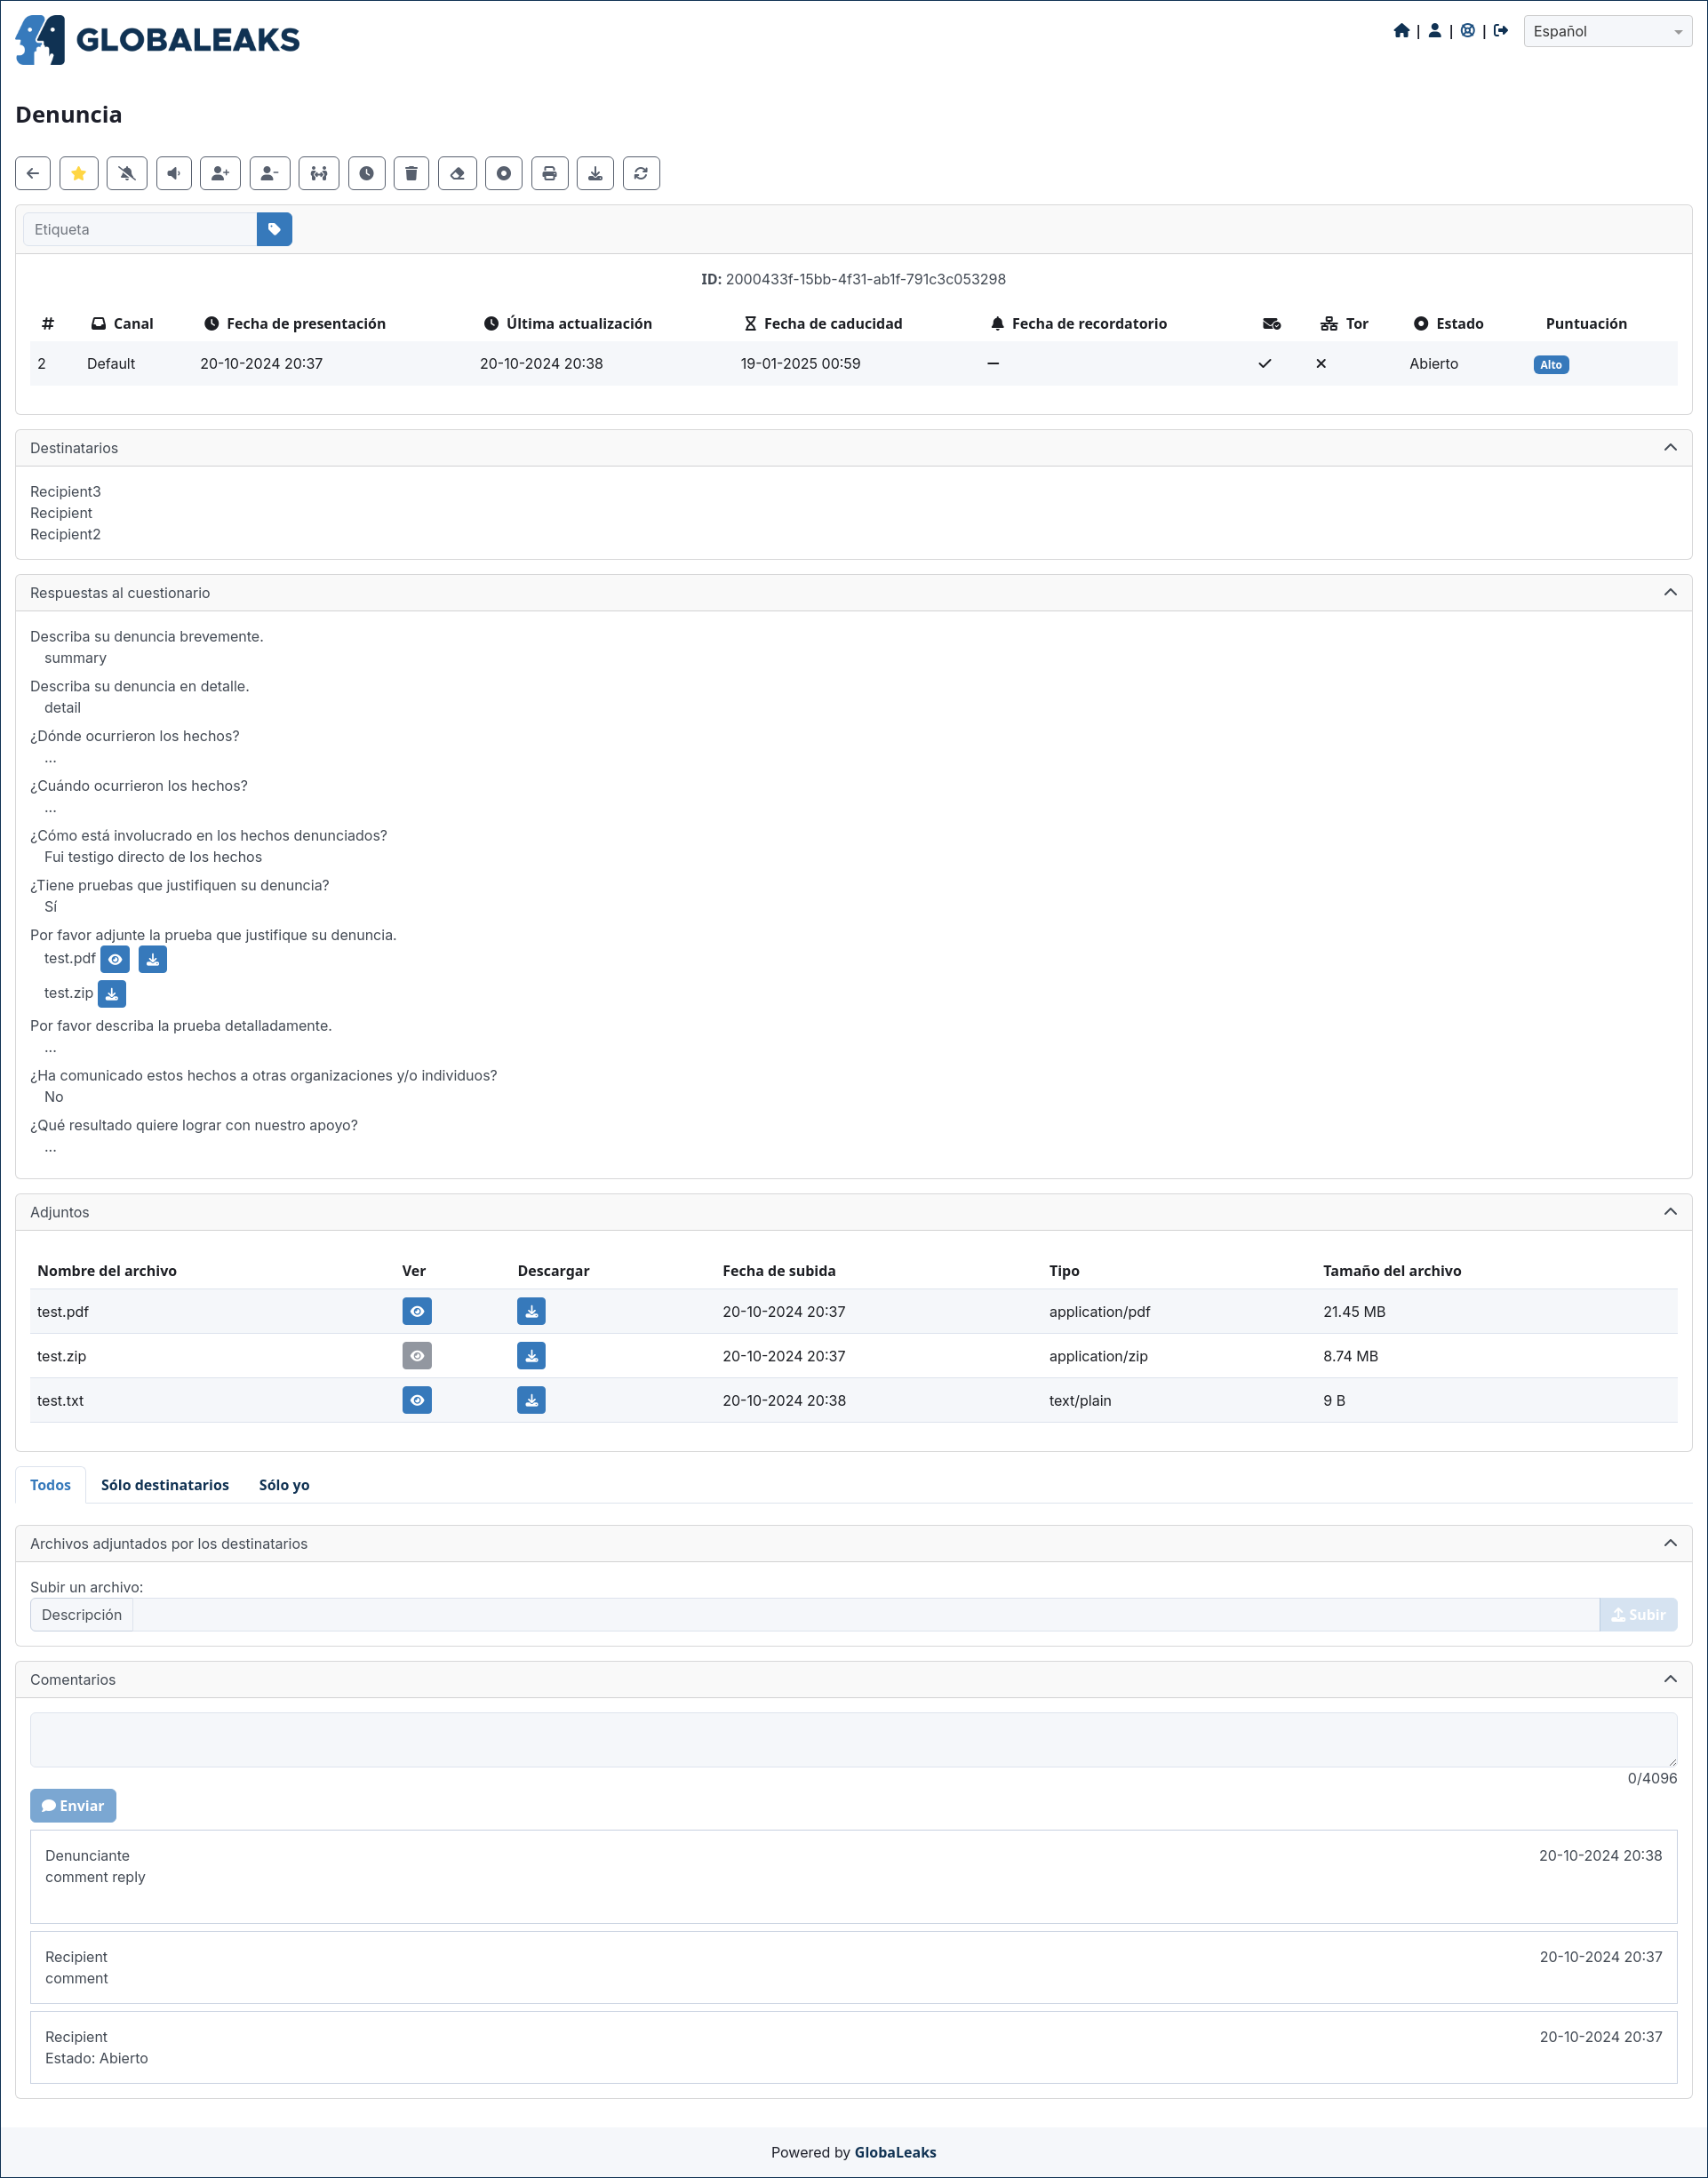 GLOBALEAKS
| | | Español
Denuncia
Etiqueta
ID: 2000433f-15bb-4f31-ab1f-791c3c053298
# Canal Fecha de presentación Última actualización Fecha de caducidad Fecha de recordatorio Tor Estado Puntuación
2 Default 20-10-2024 20:37 20-10-2024 20:38 19-01-2025 00:59 — Abierto Alto
Destinatarios
Recipient3
Recipient
Recipient2
Respuestas al cuestionario
Describa su denuncia brevemente.
summary
Describa su denuncia en detalle.
detail
¿Dónde ocurrieron los hechos?
...
¿Cuándo ocurrieron los hechos?
...
¿Cómo está involucrado en los hechos denunciados?
Fui testigo directo de los hechos
¿Tiene pruebas que justifiquen su denuncia?
Sí
Por favor adjunte la prueba que justifique su denuncia.
test.pdf
test.zip
Por favor describa la prueba detalladamente.
...
¿Ha comunicado estos hechos a otras organizaciones y/o individuos?
No
¿Qué resultado quiere lograr con nuestro apoyo?
...
Adjuntos
Nombre del archivo Ver Descargar Fecha de subida Tipo Tamaño del archivo
test.pdf 20-10-2024 20:37 application/pdf 21.45 MB
test.zip 20-10-2024 20:37 application/zip 8.74 MB
test.txt 20-10-2024 20:38 text/plain 9 B
Todos Sólo destinatarios Sólo yo
Archivos adjuntados por los destinatarios
Subir un archivo:
Descripción Subir
Comentarios
0/4096
Enviar
Denunciante 20-10-2024 20:38
comment reply
Recipient 20-10-2024 20:37
comment
Recipient 20-10-2024 20:37
Estado: Abierto
Powered by GlobaLeaks